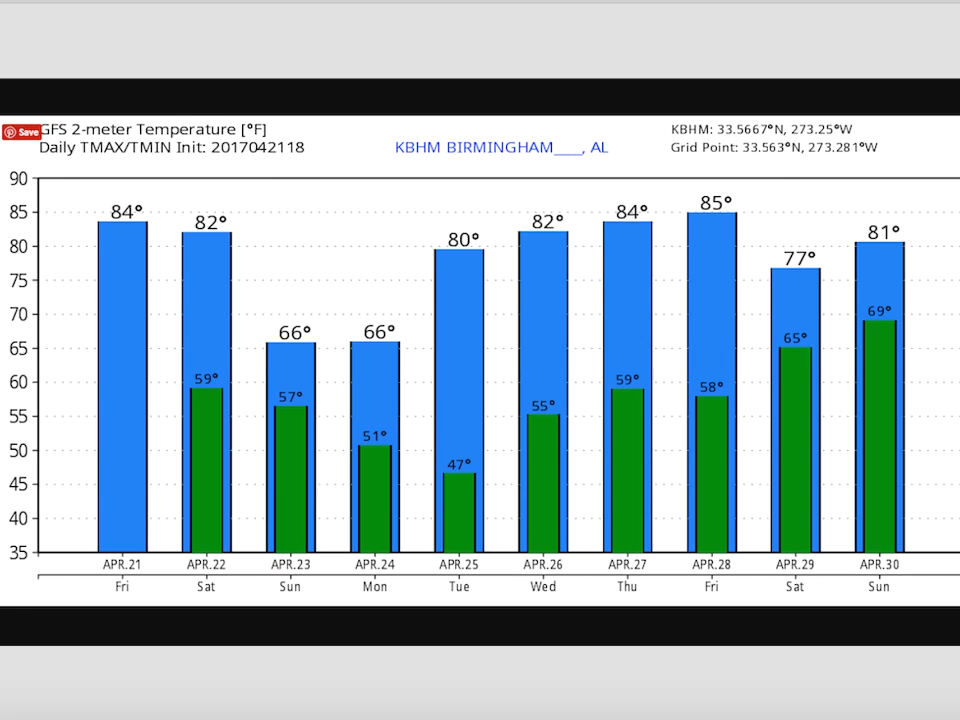 Save
GFS 2-meter Temperature [°F]
Daily TMAX/TMIN Init: 2017042118
KBHM BIRMINGHAM____, AL
KBHM: 33.5667°N, 273.25°W
Grid Point: 33.563°N, 273.281°W
90
85
80
75
70
65
60
55
50
45
40
35
84° 82° 66° 66° 80° 82° 84° 85° 77° 81°
59° 57° 51° 47° 55° 59° 58° 65° 69°
APR.21 APR.22 APR.23 APR.24 APR.25 APR.26 APR.27 APR.28 APR.29 APR.30
Fri Sat Sun Mon Tue Wed Thu Fri Sat Sun